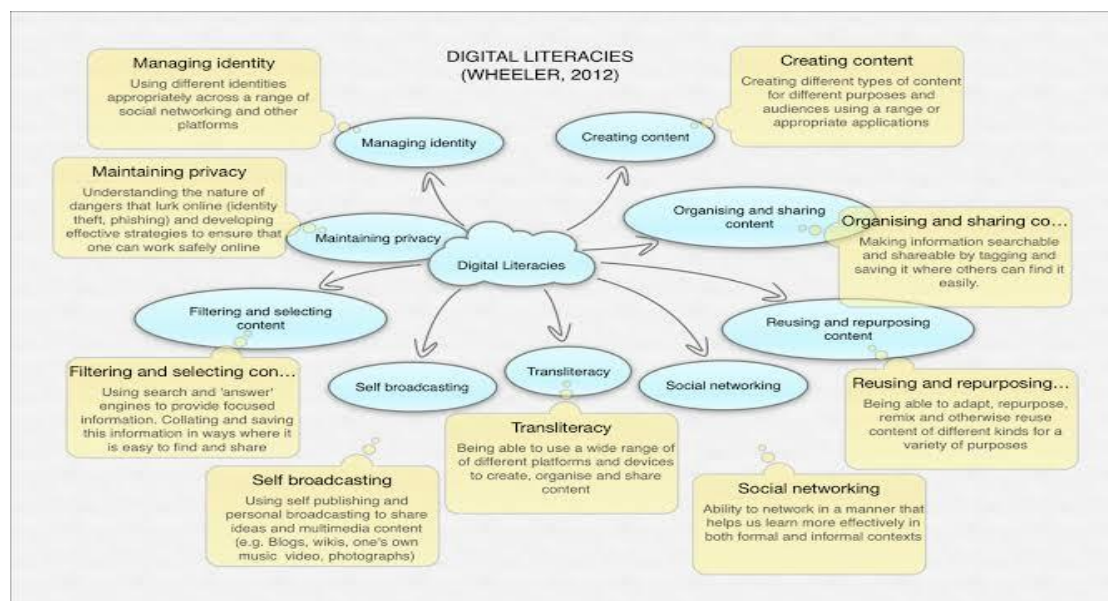 DIGITAL LITERACIES
(WHEELER, 2012)
Managing identity
Using different identities
appropriately across a range of
social networking and other
platforms
Managing identity
Creating content
Creating different types of content
for different purposes and
audiences using a range or
appropriate applications
Creating content
Maintaining privacy
Understanding the nature of
dangers that lurk online (identity
theft, phishing) and developing
effective strategies to ensure that
one can work safely online
Maintaining privacy
Digital Literacies
Organising and sharing
content
Organising and sharing co...
Making information searchable
and shareable by tagging and
saving it where others can find it
easily.
Filtering and selecting
content
Filtering and selecting con...
Using search and 'answer'
engines to provide focused
information. Collating and saving
this information in ways where it
is easy to find and share
Self broadcasting
Self broadcasting
Using self publishing and
personal broadcasting to share
ideas and multimedia content
(e.g. Blogs, wikis, one's own
music video, photographs)
Transliteracy
Transliteracy
Being able to use a wide range of
of different platforms and devices
to create, organise and share
content
Social networking
Social networking
Ability to network in a manner that
helps us learn more effectively in
both formal and informal contexts
Reusing and repurposing
content
Reusing and repurposing...
Being able to adapt, repurpose,
remix and otherwise reuse
content of different kinds for a
variety of purposes